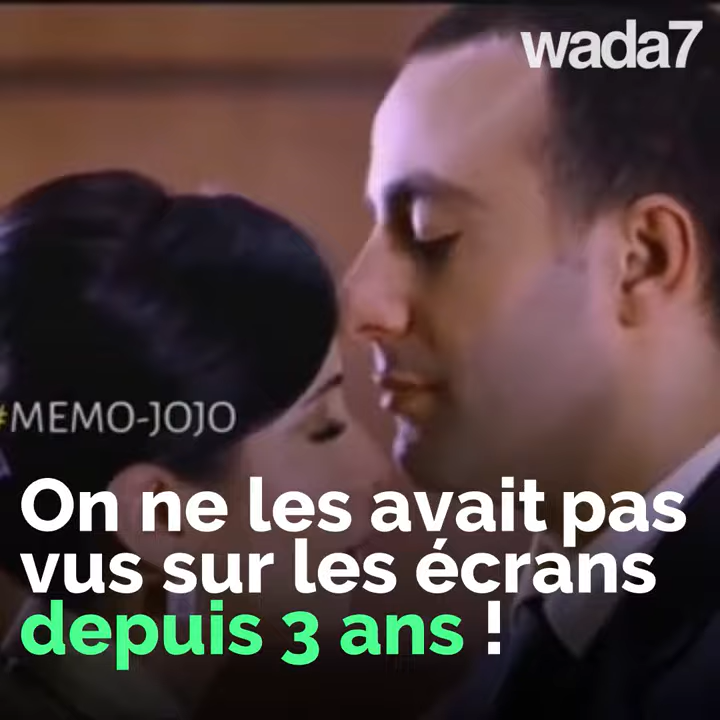 wada7
#MEMO-JOJO
On ne les avait pas
vus sur les écrans
depuis 3 ans !